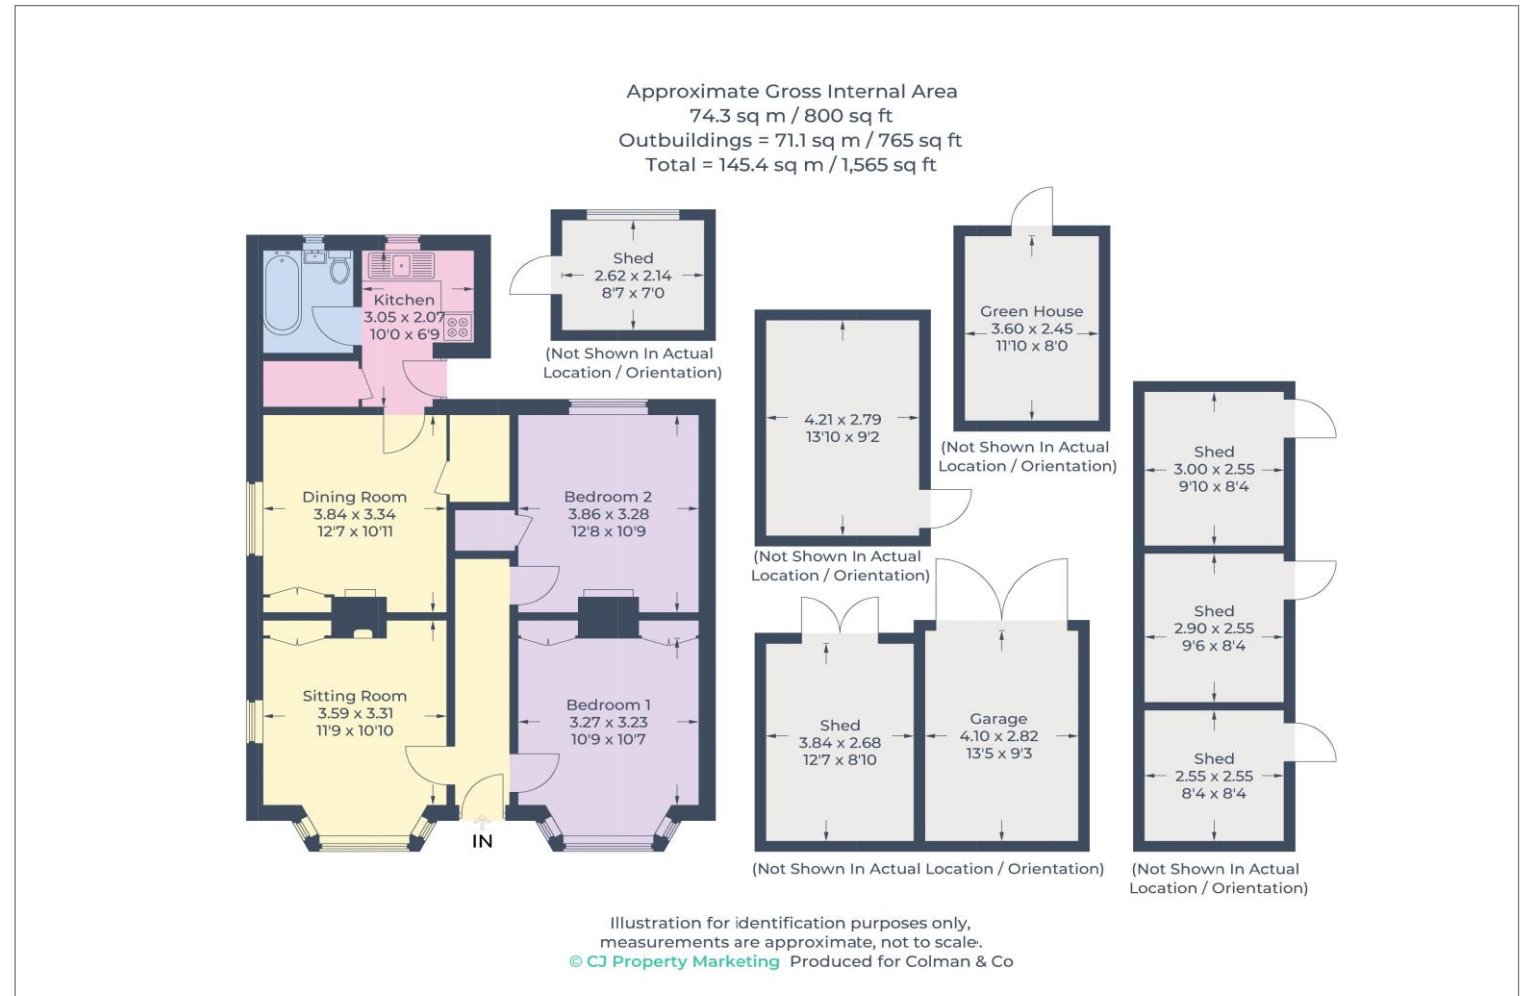 Approximate Gross Internal Area
74.3 sq m / 800 sq ft
Outbuildings = 71.1 sq m / 765 sq ft
Total = 145.4 sq m / 1,565 sq ft
Shed
2.62 x 2.14
8'7 x 7'0
(Not Shown In Actual
Location / Orientation)
Kitchen
3.05 x 2.07
10'0 x 6'9
Green House
3.60 x 2.45
11'10 x 8'0
(Not Shown In Actual
Location / Orientation)
4.21 x 2.79
13'10 x 9'2
(Not Shown In Actual
Location / Orientation)
Dining Room
3.84 x 3.34
12'7 x 10'11
Bedroom 2
3.86 x 3.28
12'8 x 10'9
Shed
3.00 x 2.55
9'10 x 8'4
Shed
2.90 x 2.55
9'6 x 8'4
Shed
2.55 x 2.55
8'4 x 8'4
(Not Shown In Actual
Location / Orientation)
Sitting Room
3.59 x 3.31
11'9 x 10'10
Bedroom 1
3.27 x 3.23
10'9 x 10'7
IN
Shed
3.84 x 2.68
12'7 x 8'10
Garage
4.10 x 2.82
13'5 x 9'3
(Not Shown In Actual Location / Orientation)
Illustration for identification purposes only,
measurements are approximate, not to scale.
© CJ Property Marketing Produced for Colman & Co